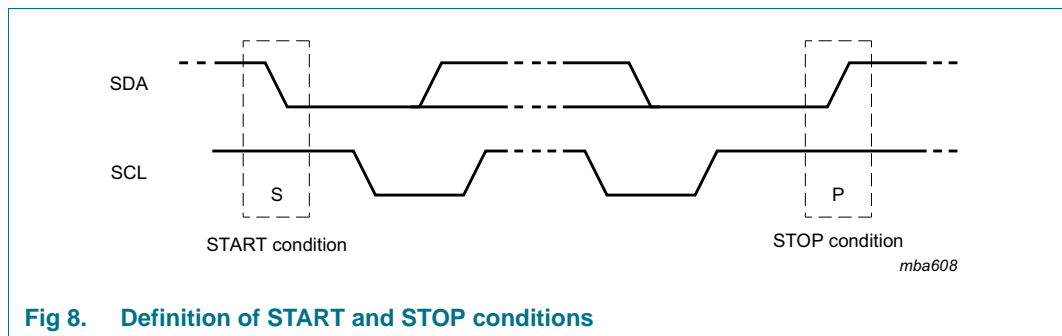 SDA
SCL
S
P
START condition
STOP condition
mba608
Fig 8. Definition of START and STOP conditions